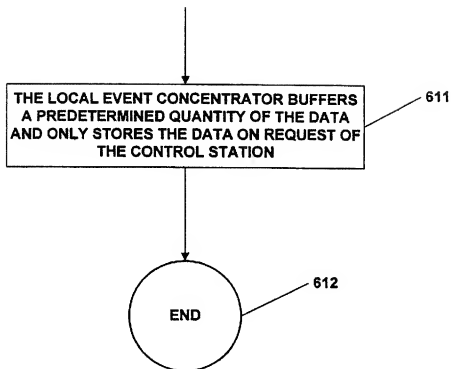 THE LOCAL EVENT CONCENTRATOR BUFFERS
A PREDETERMINED QUANTITY OF THE DATA
AND ONLY STORES THE DATA ON REQUEST OF
THE CONTROL STATION
611
END
612